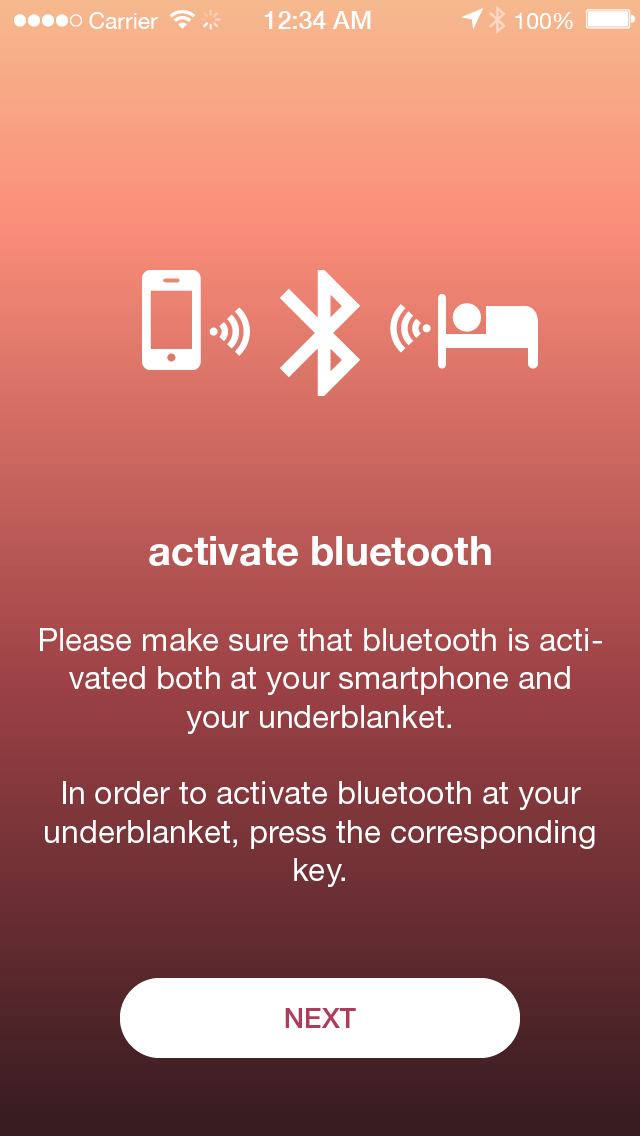 Carrier 12:34 AM 100%
activate bluetooth
Please make sure that bluetooth is acti-
vated both at your smartphone and
your underblanket.
In order to activate bluetooth at your
underblanket, press the corresponding
key.
NEXT